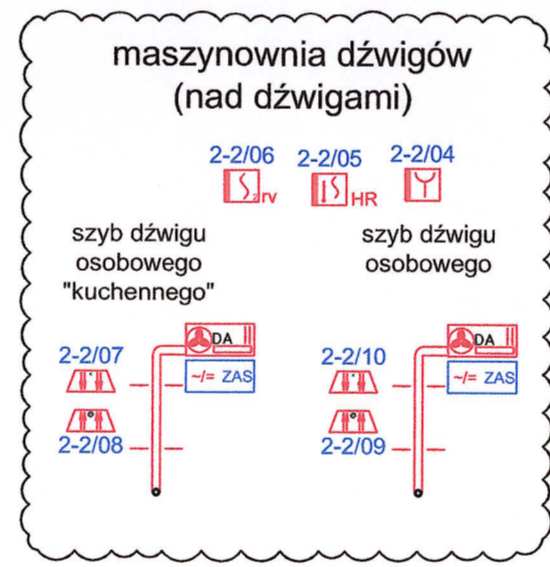 maszynownia dźwigów
(nad dźwigami)
2-2/06 2-2/05 2-2/04
rv HR
szyb dźwigu
osobowego
"kuchennego"
szyb dźwigu
osobowego
DA
2-2/07
~/= ZAS
2-2/08
DA
2-2/10
~/= ZAS
2-2/09